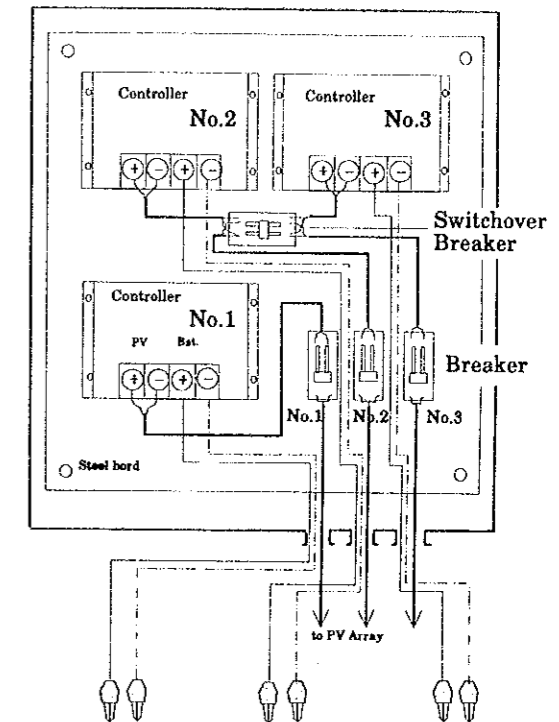 Controller
No.2
+ − + −
Controller
No.3
+ − + −
Switchover
Breaker
Controller
No.1
PV Bat.
+ − + −
Breaker
No.1
No.2
No.3
Steel bord
to PV Array